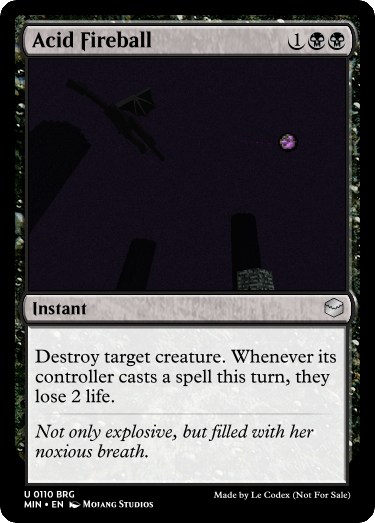 Acid Fireball 1
Instant
Destroy target creature. Whenever its
controller casts a spell this turn, they
lose 2 life.
Not only explosive, but filled with her
noxious breath.
U 0110 BRG
MIN • EN Mojang Studios
Made by Le Codex (Not For Sale)